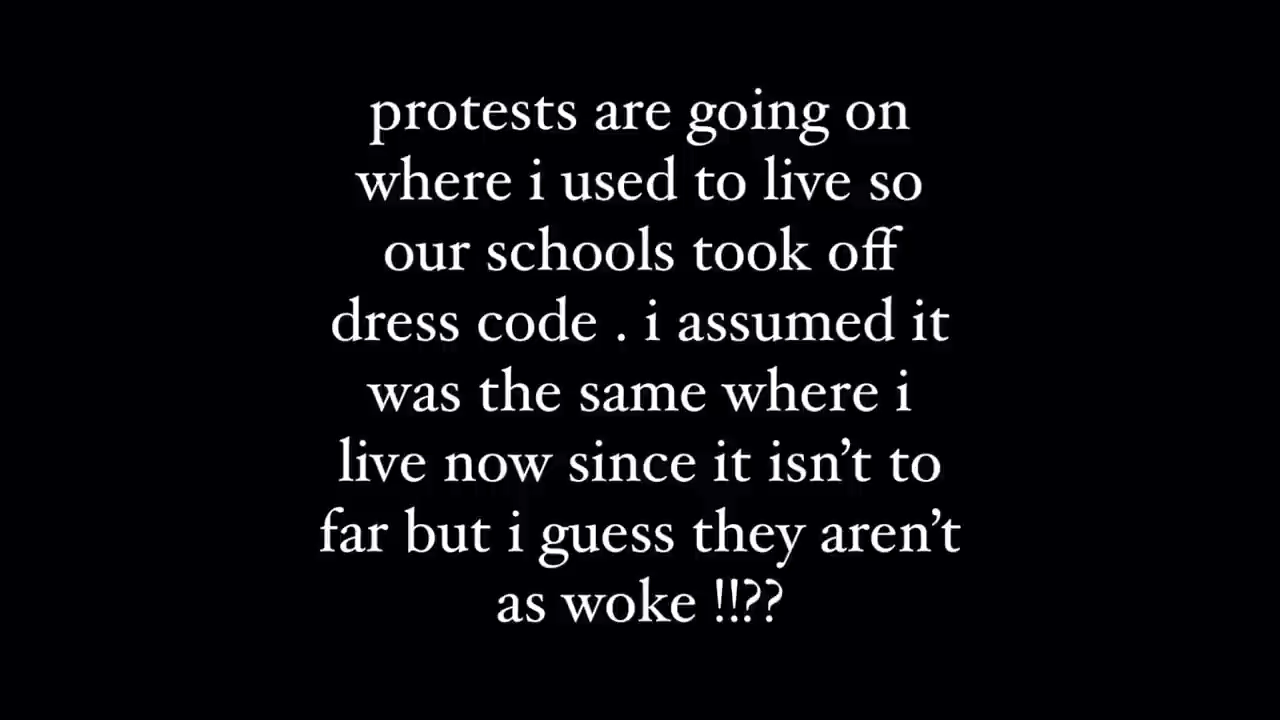 protests are going on
where i used to live so
our schools took off
dress code . i assumed it
was the same where i
live now since it isn’t to
far but i guess they aren’t
as woke !!??